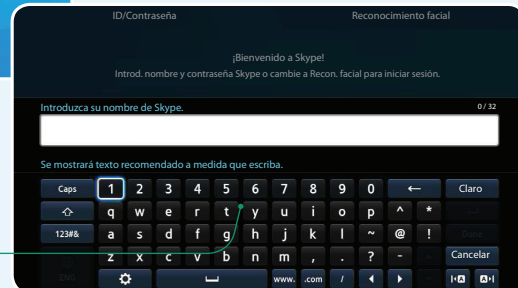 ID/Contraseña Reconocimiento facial
¡Bienvenido a Skype!
Introd. nombre y contraseña Skype o cambie a Recon. facial para iniciar sesión.
Introduzca su nombre de Skype. 0 / 32
Se mostrará texto recomendado a medida que escriba.
Caps 1 2 3 4 5 6 7 8 9 0 ← Claro
q w e r t y u i o p ^ *
123#& a s d f g h j k l ~ @ ! Done
z x c v b n m , . ? - Cancelar
ENG www. .com /